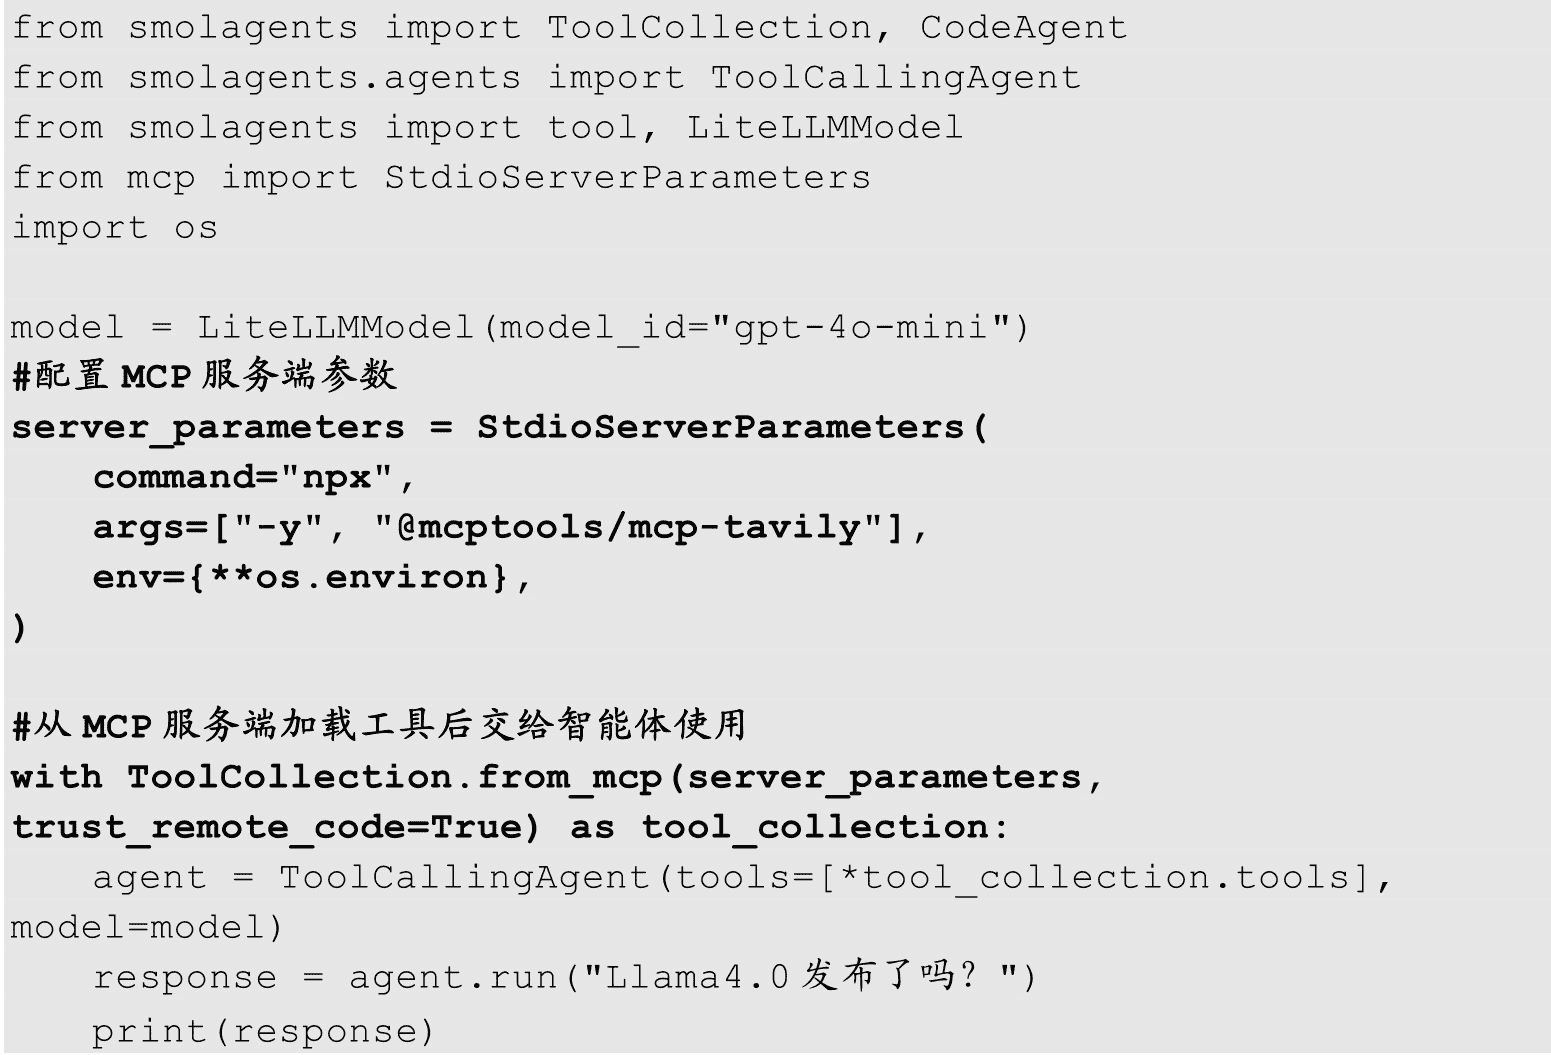 from smolagents import ToolCollection, CodeAgent
from smolagents.agents import ToolCallingAgent
from smolagents import tool, LiteLLMModel
from mcp import StdioServerParameters
import os

model = LiteLLMModel(model_id="gpt-4o-mini")
#配置 MCP 服务端参数
server_parameters = StdioServerParameters(
    command="npx",
    args=["-y", "@mcptools/mcp-tavily"],
    env={**os.environ},
)

#从 MCP 服务端加载工具后交给智能体使用
with ToolCollection.from_mcp(server_parameters,
trust_remote_code=True) as tool_collection:
    agent = ToolCallingAgent(tools=[*tool_collection.tools],
model=model)
    response = agent.run("Llama4.0 发布了吗？")
    print(response)